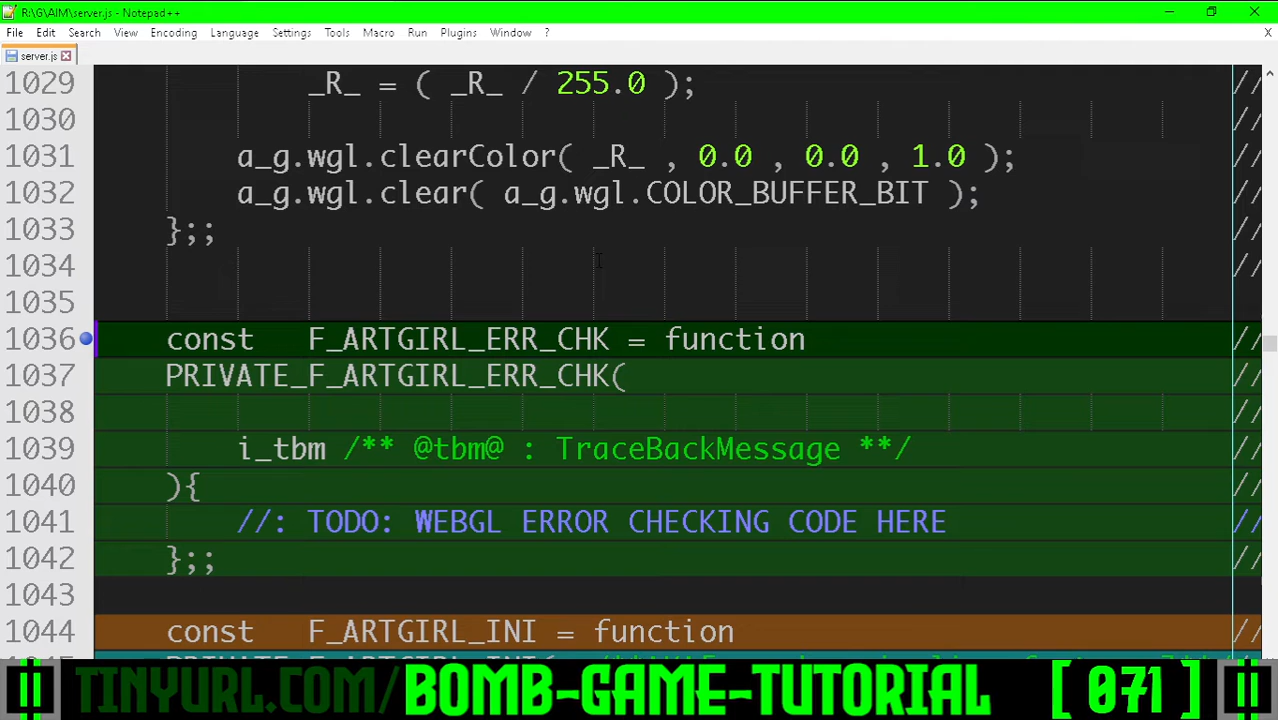 R:\G\AIM\server.js - Notepad++
File Edit Search View Encoding Language Settings Tools Macro Run Plugins Window ? X
server.js
1029 _R_ = ( _R_ / 255.0 ); //
1030 //
1031 a_g.wgl.clearColor( _R_ , 0.0 , 0.0 , 1.0 ); //
1032 a_g.wgl.clear( a_g.wgl.COLOR_BUFFER_BIT ); //
1033 };; //
1034 //
1035
1036 const F_ARTGIRL_ERR_CHK = function //
1037 PRIVATE_F_ARTGIRL_ERR_CHK( //
1038 //
1039 i_tbm /** @tbm@ : TraceBackMessage **/ //
1040 ){ //
1041 //: TODO: WEBGL ERROR CHECKING CODE HERE //
1042 };; //
1043
1044 const F_ARTGIRL_INI = function //
TINYURL.COM/BOMB-GAME-TUTORIAL [ 071 ]